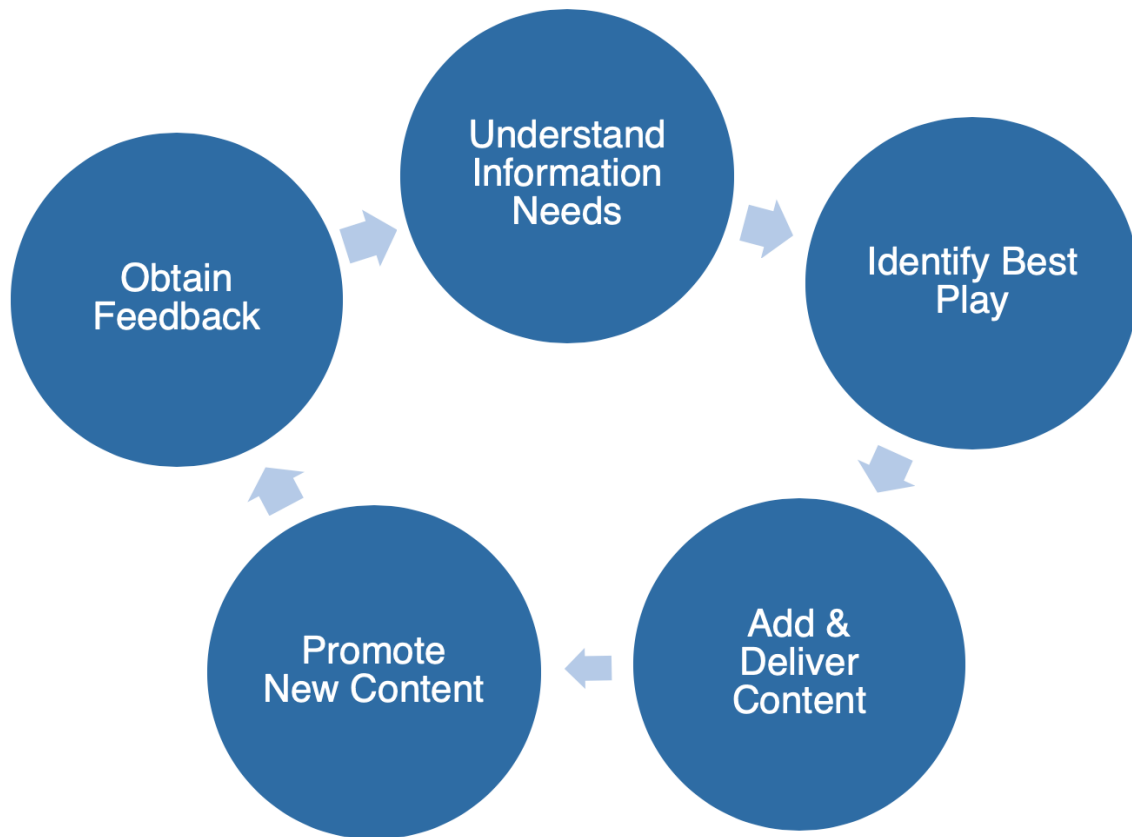 Understand
Information
Needs
Identify Best
Play
Add &
Deliver
Content
Promote
New Content
Obtain
Feedback